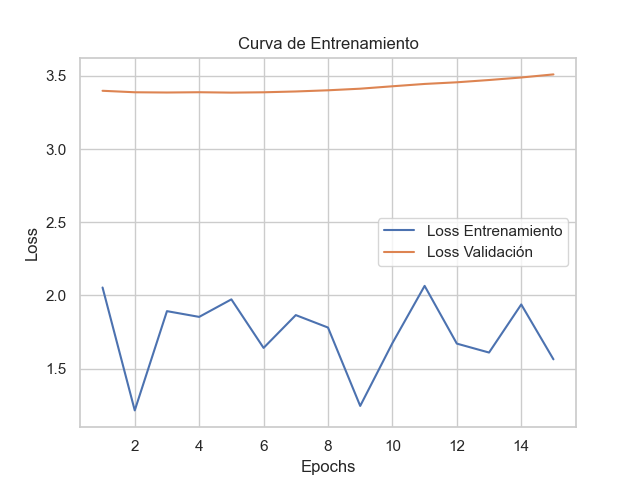 Curva de Entrenamiento
3.5
3.0
2.5
2.0
1.5
Loss
Loss Entrenamiento
Loss Validación
2 4 6 8 10 12 14
Epochs